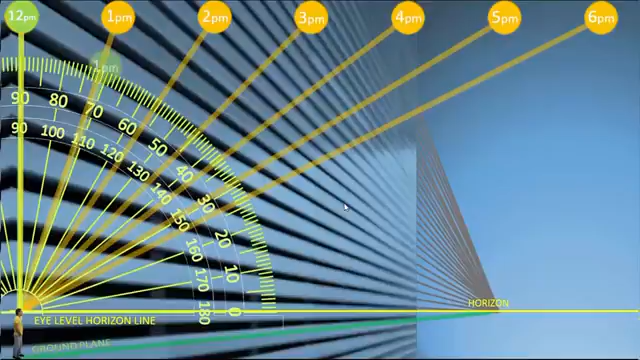 12pm 1pm 2pm 3pm 4pm 5pm 6pm
1pm
90 80 70 60 50 40 30 20 10 0
90 100 110 120 130 140 150 160 170 180
HORIZON
EYE LEVEL HORIZON LINE
GROUND PLANE